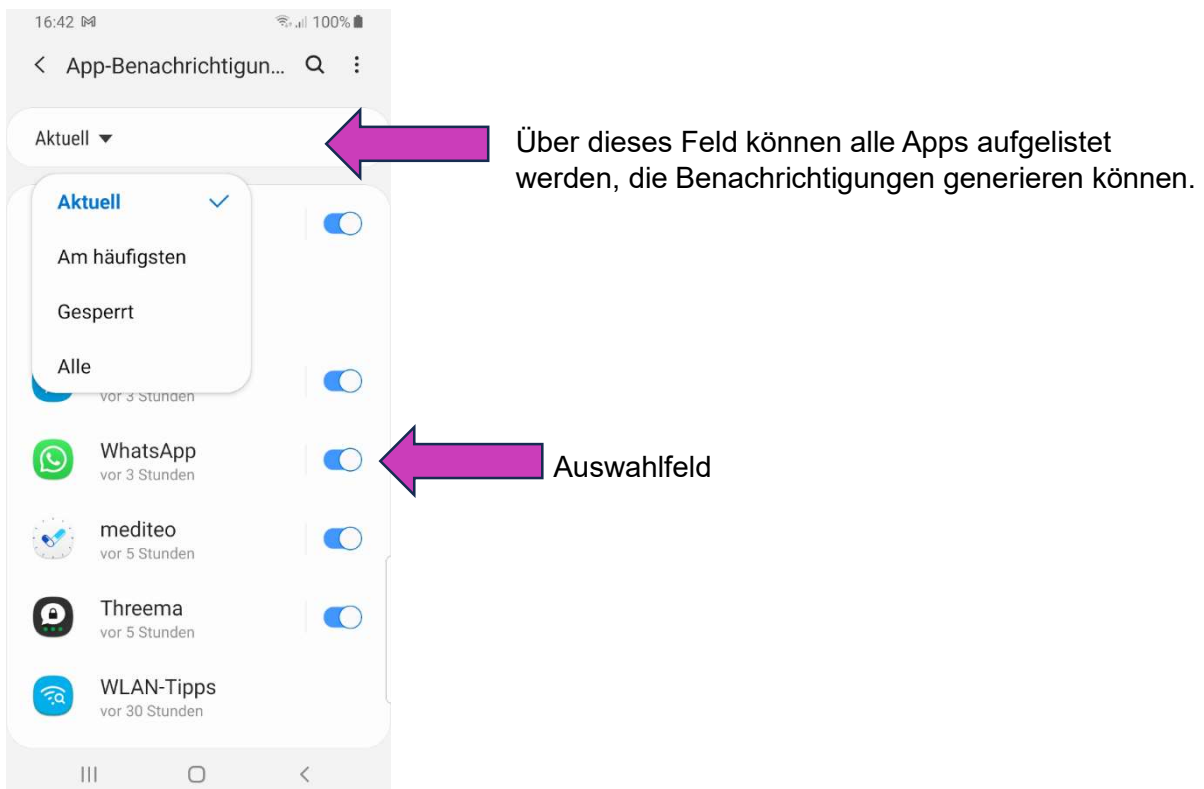 16:42
100%
App-Benachrichtigun...
Aktuell
Über dieses Feld können alle Apps aufgelistet
werden, die Benachrichtigungen generieren können.
Aktuell
Am häufigsten
Gesperrt
Alle
vor 3 Stunden
WhatsApp
vor 3 Stunden
Auswahlfeld
mediteo
vor 5 Stunden
Threema
vor 5 Stunden
WLAN-Tipps
vor 30 Stunden